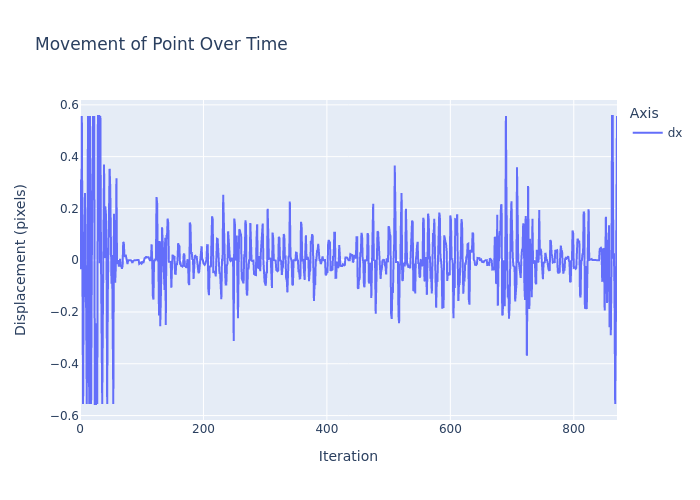 Movement of Point Over Time
Axis
dx
Displacement (pixels)
0.6
0.4
0.2
0
−0.2
−0.4
−0.6
0
200
400
600
800
Iteration